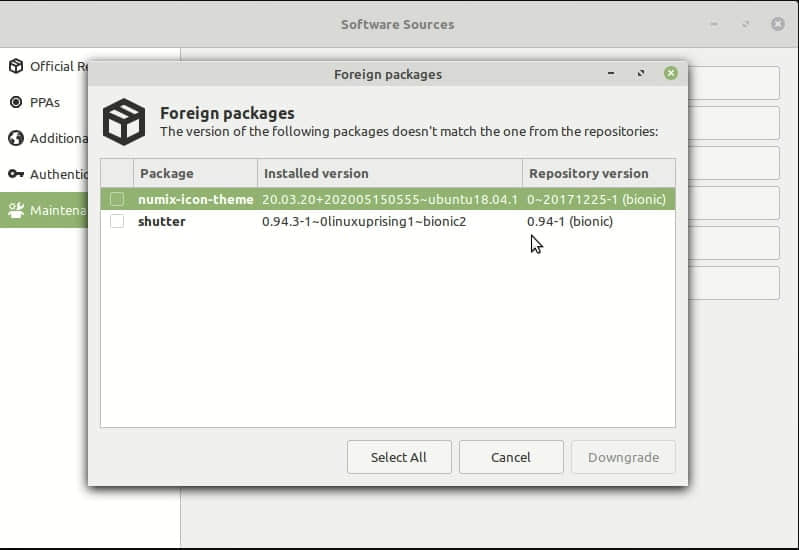 Software Sources
Official Re
PPAs
Additiona
Authentic
Maintena
Foreign packages
Foreign packages
The version of the following packages doesn't match the one from the repositories:
Package Installed version Repository version
numix-icon-theme 20.03.20+202005150555~ubuntu18.04.1 0~20171225-1 (bionic)
shutter 0.94.3-1~0linuxuprising1~bionic2 0.94-1 (bionic)
Select All Cancel Downgrade